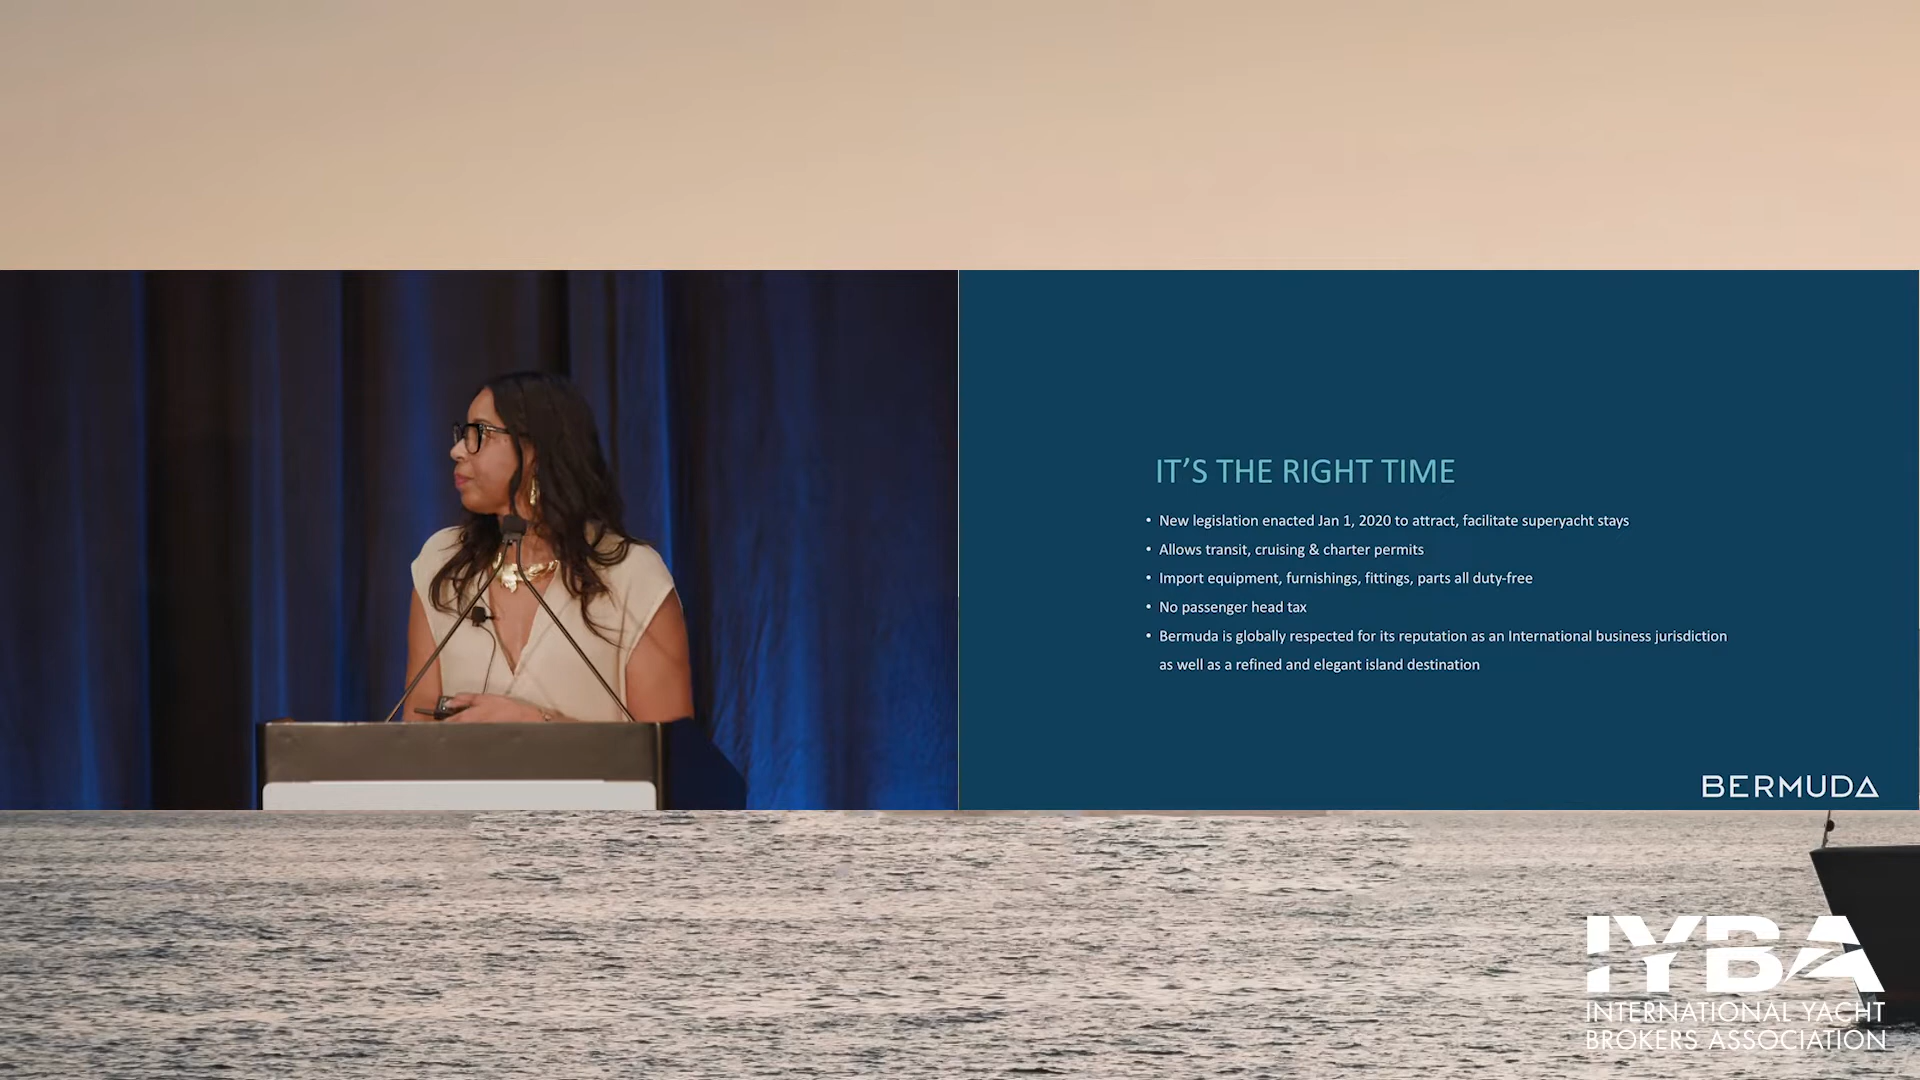 IT’S THE RIGHT TIME
• New legislation enacted Jan 1, 2020 to attract, facilitate superyacht stays
• Allows transit, cruising & charter permits
• Import equipment, furnishings, fittings, parts all duty-free
• No passenger head tax
• Bermuda is globally respected for its reputation as an International business jurisdiction
as well as a refined and elegant island destination
BERMUDA
IYBA
INTERNATIONAL YACHT
BROKERS ASSOCIATION